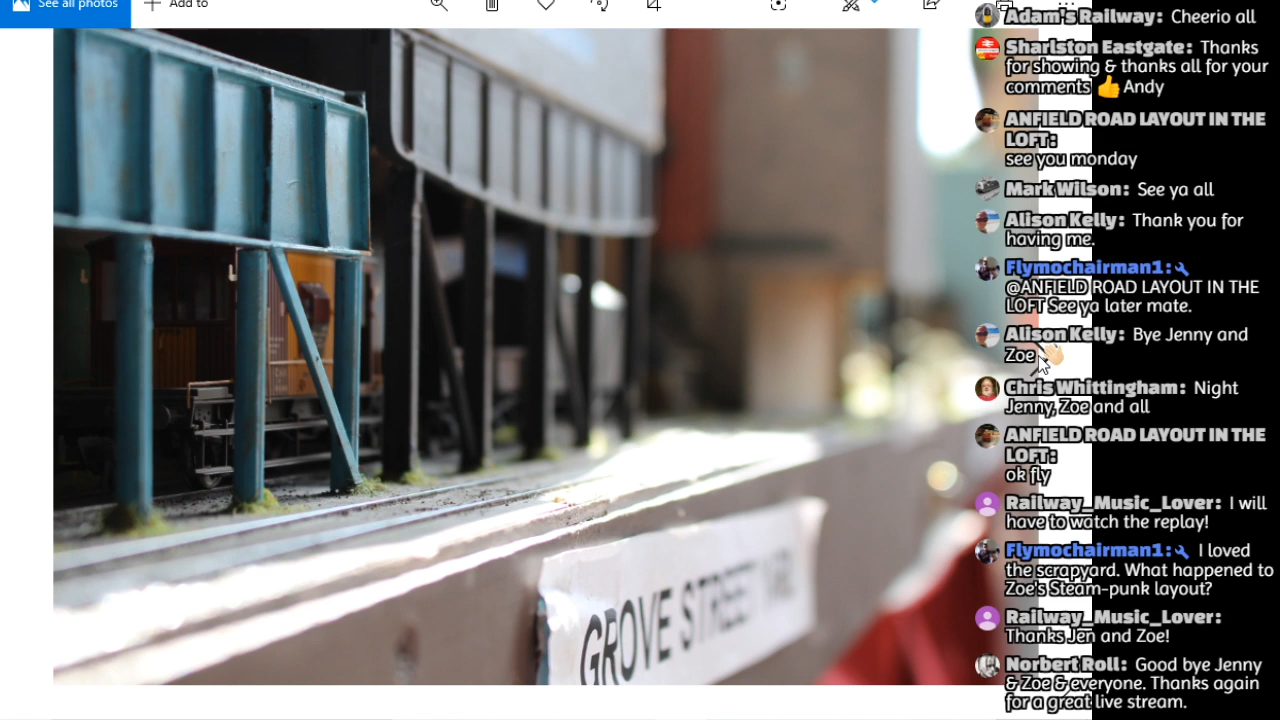 See all photos
Add to
Adam's Railway: Cheerio all
Sharlston Eastgate: Thanks
for showing & thanks all for your
comments 👍 Andy
ANFIELD ROAD LAYOUT IN THE
LOFT:
see you monday
Mark Wilson: See ya all
Alison Kelly: Thank you for
having me.
Flymochairman1:
@ANFIELD ROAD LAYOUT IN THE
LOFT See ya later mate.
Alison Kelly: Bye Jenny and
Zoe 👋🏻
Chris Whittingham: Night
Jenny, Zoe and all
ANFIELD ROAD LAYOUT IN THE
LOFT:
ok fly
Railway_Music_Lover: I will
have to watch the replay!
Flymochairman1: I loved
the scrapyard. What happened to
Zoe's Steam-punk layout?
Railway_Music_Lover:
Thanks Jen and Zoe!
Norbert Roll: Good bye Jenny
& Zoe & everyone. Thanks again
for a great live stream.
GROVE STREET